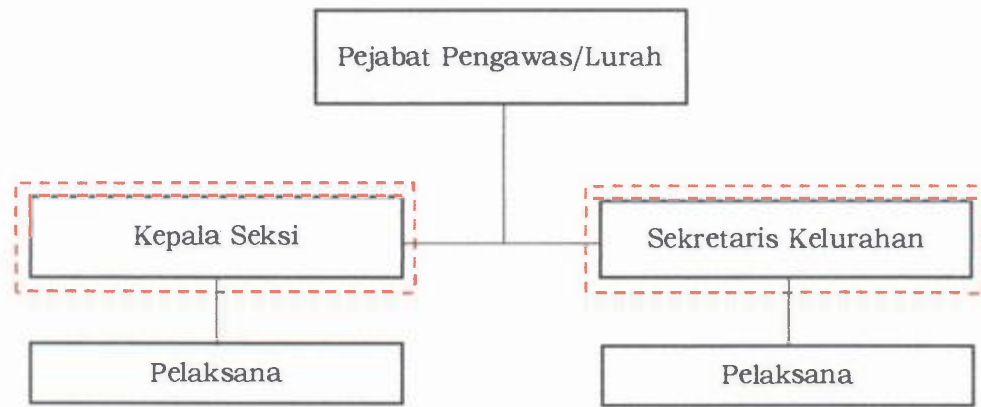 Pejabat Pengawas/Lurah
Kepala Seksi
Sekretaris Kelurahan
Pelaksana
Pelaksana